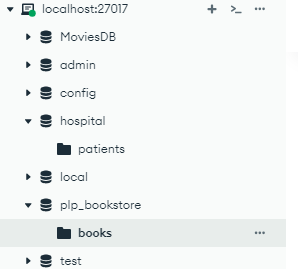 localhost:27017
MoviesDB
admin
config
hospital
patients
local
plp_bookstore
books
test